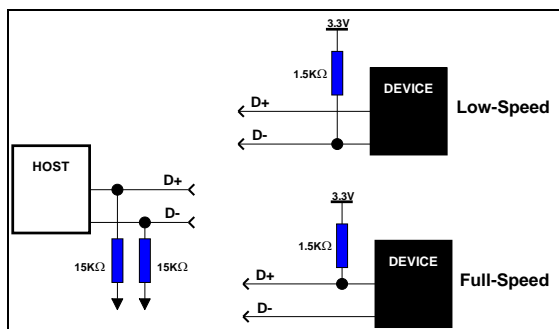 3.3V
1.5KΩ
DEVICE
D+
D-
Low-Speed
HOST
D+
D-
15KΩ
15KΩ
3.3V
1.5KΩ
DEVICE
D+
D-
Full-Speed